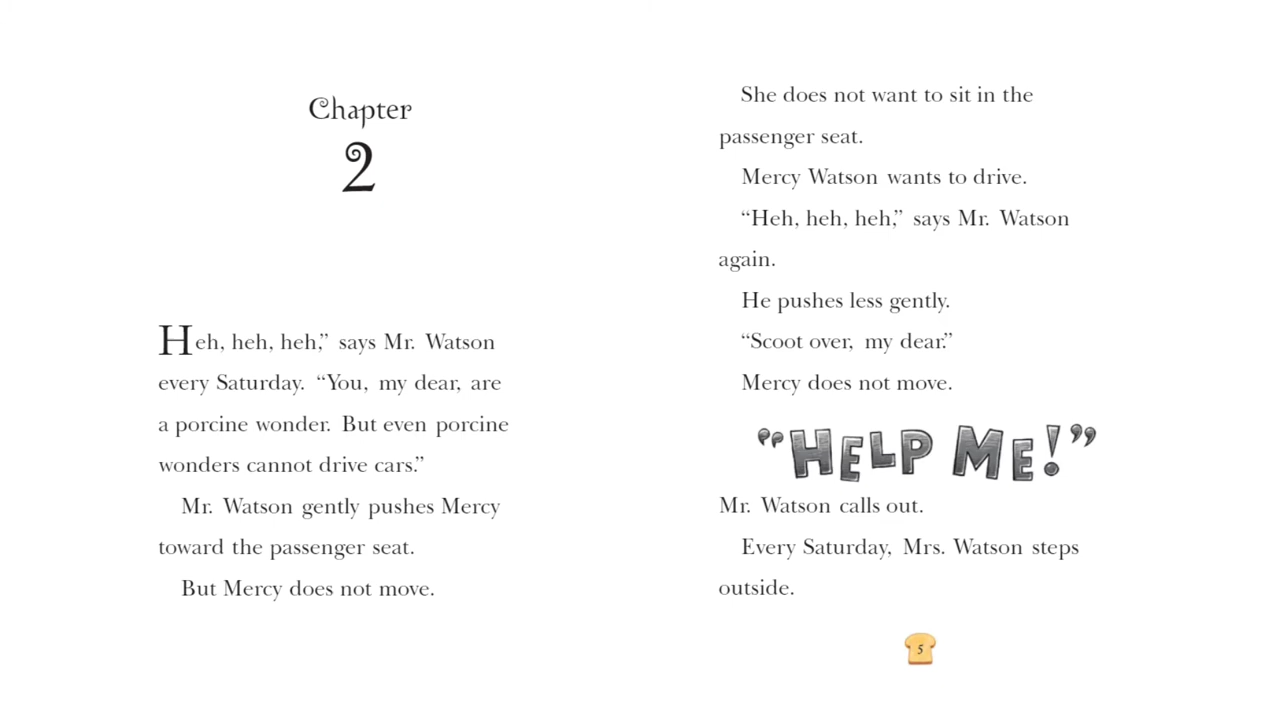 Chapter
2
Heh, heh, heh,” says Mr. Watson
every Saturday. “You, my dear, are
a porcine wonder. But even porcine
wonders cannot drive cars.”
Mr. Watson gently pushes Mercy
toward the passenger seat.
But Mercy does not move.
She does not want to sit in the
passenger seat.
Mercy Watson wants to drive.
“Heh, heh, heh,” says Mr. Watson
again.
He pushes less gently.
“Scoot over, my dear.”
Mercy does not move.
“HELP ME!”
Mr. Watson calls out.
Every Saturday, Mrs. Watson steps
outside.
5